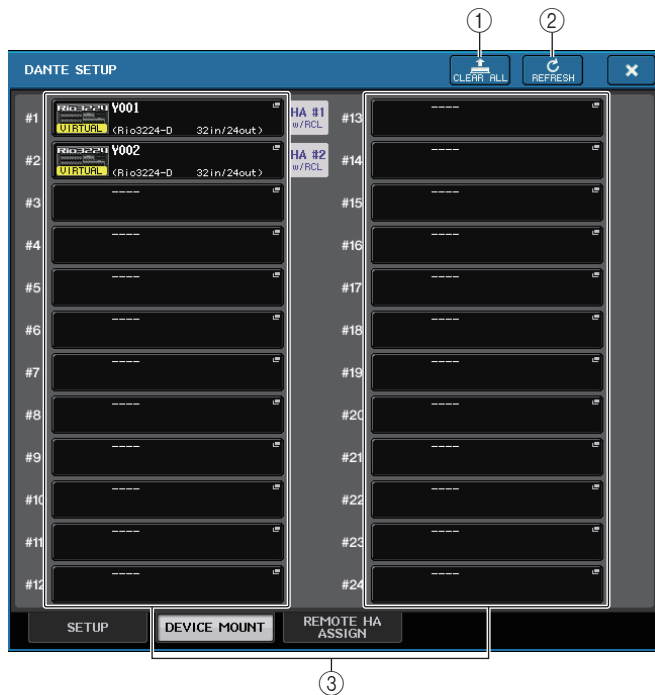 ① ②
DANTE SETUP
CLEAR ALL
REFRESH
#1 Rio3224 VIRTUAL Y001 (Rio3224-D 32in/24out) HA #1 w/RCL
#2 Rio3224 VIRTUAL Y002 (Rio3224-D 32in/24out) HA #2 w/RCL
#3 ----
#4 ----
#5 ----
#6 ----
#7 ----
#8 ----
#9 ----
#10 ----
#11 ----
#12 ----
#13 ----
#14 ----
#15 ----
#16 ----
#17 ----
#18 ----
#19 ----
#20 ----
#21 ----
#22 ----
#23 ----
#24 ----
SETUP
DEVICE MOUNT
REMOTE HA
ASSIGN
③